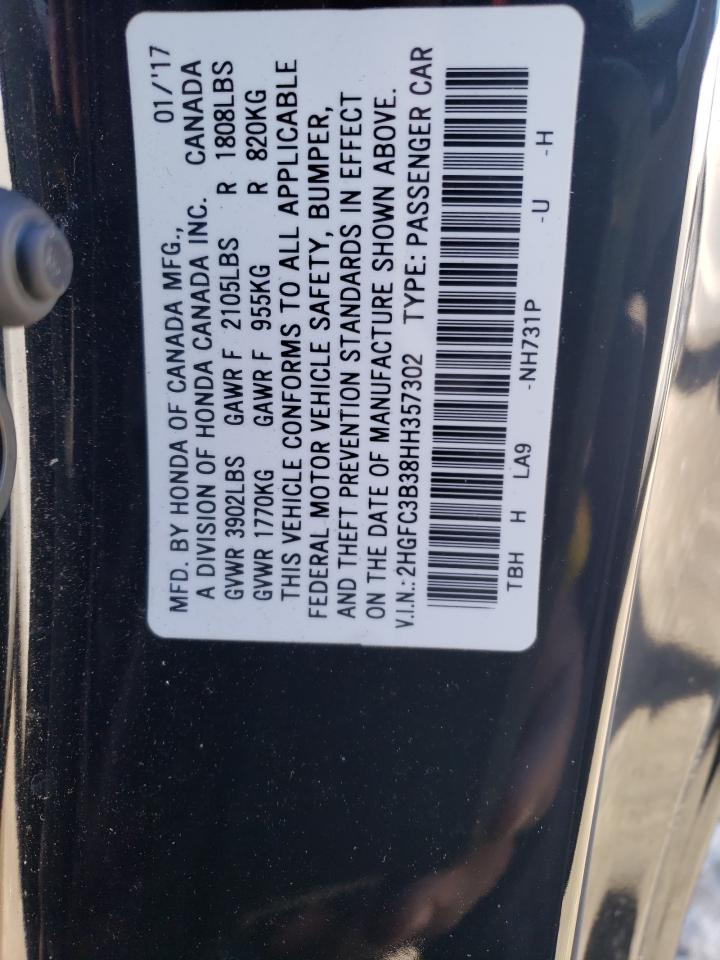 MFD. BY HONDA OF CANADA MFG., 01/'17
A DIVISION OF HONDA CANADA INC. CANADA
GVWR 3902LBS GAWR F 2105LBS R 1808LBS
GVWR 1770KG GAWR F 955KG R 820KG
THIS VEHICLE CONFORMS TO ALL APPLICABLE
FEDERAL MOTOR VEHICLE SAFETY, BUMPER,
AND THEFT PREVENTION STANDARDS IN EFFECT
ON THE DATE OF MANUFACTURE SHOWN ABOVE.
V.I.N.: 2HGFC3B38HH357302 TYPE: PASSENGER CAR
TBH H LA9 -NH731P -U -H